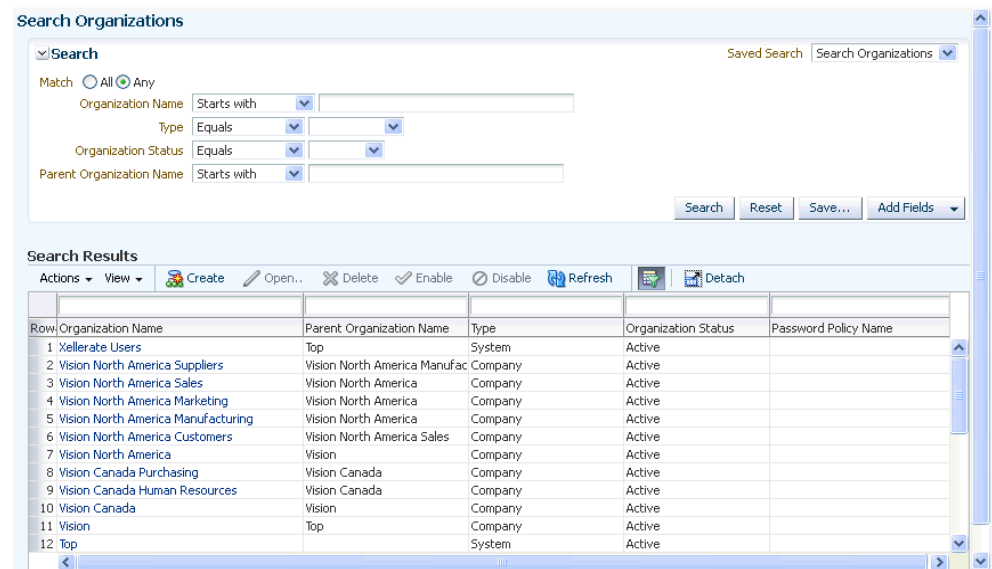 Search Organizations
Search
Saved Search Search Organizations
Match All Any
Organization Name Starts with
Type Equals
Organization Status Equals
Parent Organization Name Starts with
Search Reset Save... Add Fields
Search Results
Actions View Create Open.. Delete Enable Disable Refresh Detach
Row Organization Name Parent Organization Name Type Organization Status Password Policy Name
1 Xellerate Users Top System Active
2 Vision North America Suppliers Vision North America Manufac Company Active
3 Vision North America Sales Vision North America Company Active
4 Vision North America Marketing Vision North America Company Active
5 Vision North America Manufacturing Vision North America Company Active
6 Vision North America Customers Vision North America Sales Company Active
7 Vision North America Vision Company Active
8 Vision Canada Purchasing Vision Canada Company Active
9 Vision Canada Human Resources Vision Canada Company Active
10 Vision Canada Vision Company Active
11 Vision Top Company Active
12 Top System Active